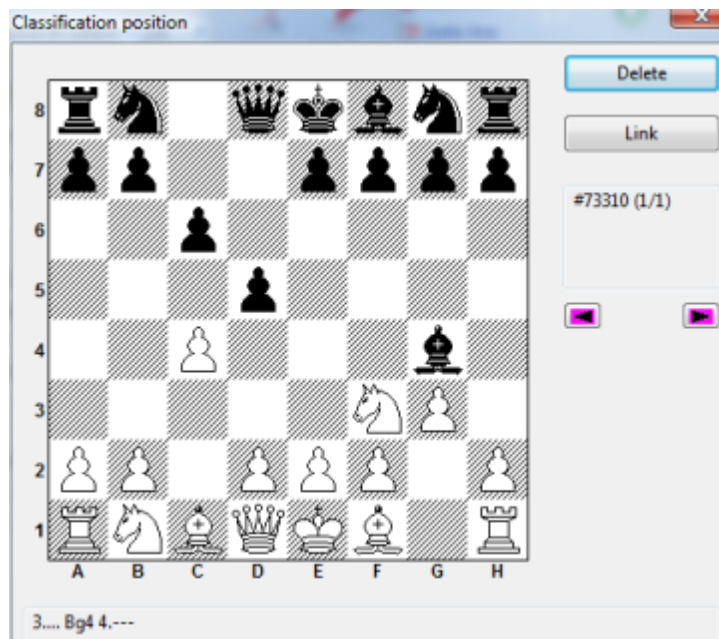 Classification position
Delete
Link
#73310 (1/1)
8
7
6
5
4
3
2
1
A B C D E F G H
3.... Bg4 4.---